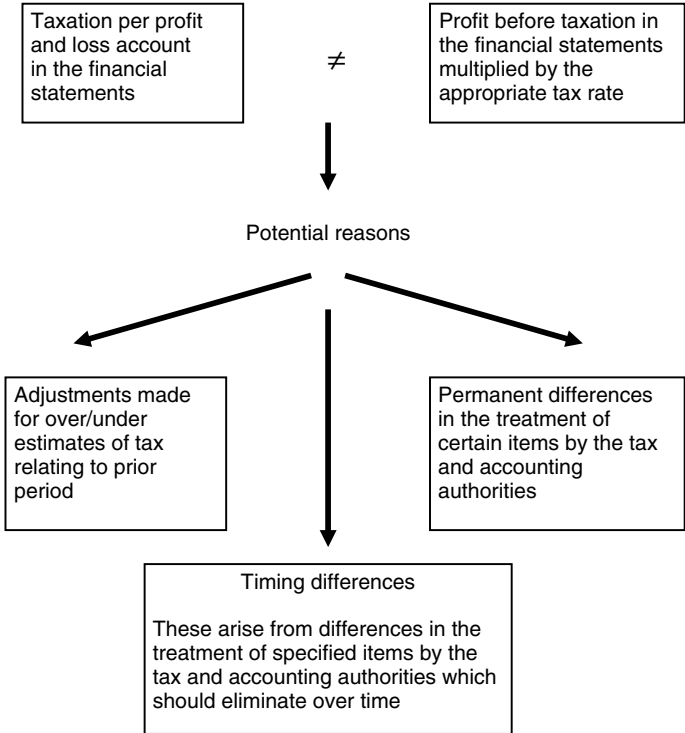 Taxation per profit
and loss account
in the financial
statements
≠
Profit before taxation in
the financial statements
multiplied by the
appropriate tax rate
Potential reasons
Adjustments made
for over/under
estimates of tax
relating to prior
period
Permanent differences
in the treatment of
certain items by the tax
and accounting
authorities
Timing differences
These arise from differences in the
treatment of specified items by the
tax and accounting authorities which
should eliminate over time